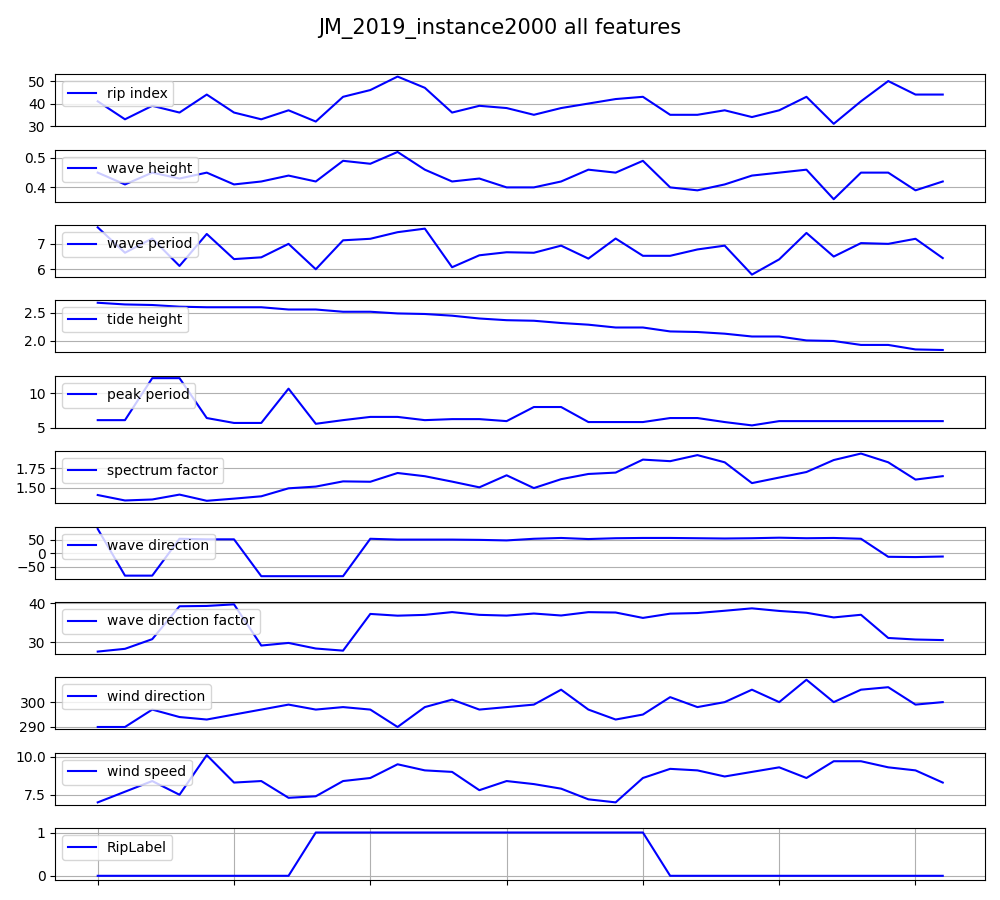 JM_2019_instance2000 all features
50
40
30
rip index
0.5
0.4
wave height
7
6
wave period
2.5
2.0
tide height
10
5
peak period
1.75
1.50
spectrum factor
50
0
−50
wave direction
40
30
wave direction factor
300
290
wind direction
10.0
7.5
wind speed
1
0
RipLabel